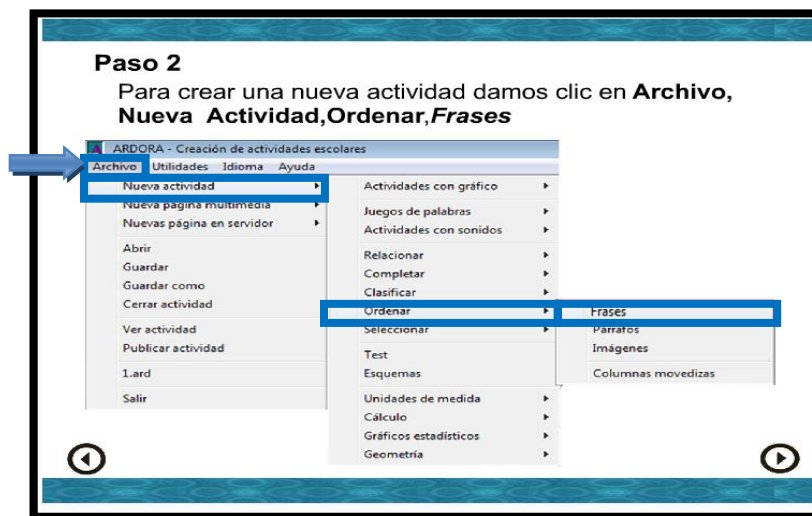 Paso 2
Para crear una nueva actividad damos clic en Archivo,
Nueva Actividad,Ordenar,Frases
ARDORA - Creación de actividades escolares
Archivo Utilidades Idioma Ayuda
Nueva actividad
Nueva página multimedia
Nuevas página en servidor
Abrir
Guardar
Guardar como
Cerrar actividad
Ver actividad
Publicar actividad
1.ard
Salir
Actividades con gráfico
Juegos de palabras
Actividades con sonidos
Relacionar
Completar
Clasificar
Ordenar
Seleccionar
Test
Esquemas
Unidades de medida
Cálculo
Gráficos estadísticos
Geometría
Frases
Párrafos
Imágenes
Columnas movedizas